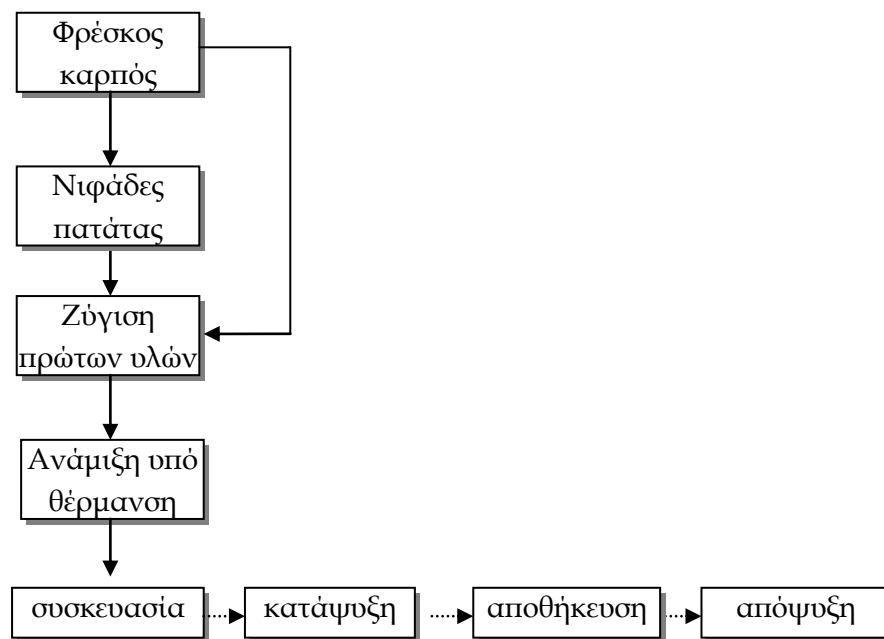 Φρέσκος
καρπός
Νιφάδες
πατάτας
Ζύγιση
πρώτων υλών
Ανάμιξη υπό
θέρμανση
συσκευασία
κατάψυξη
αποθήκευση
απόψυξη